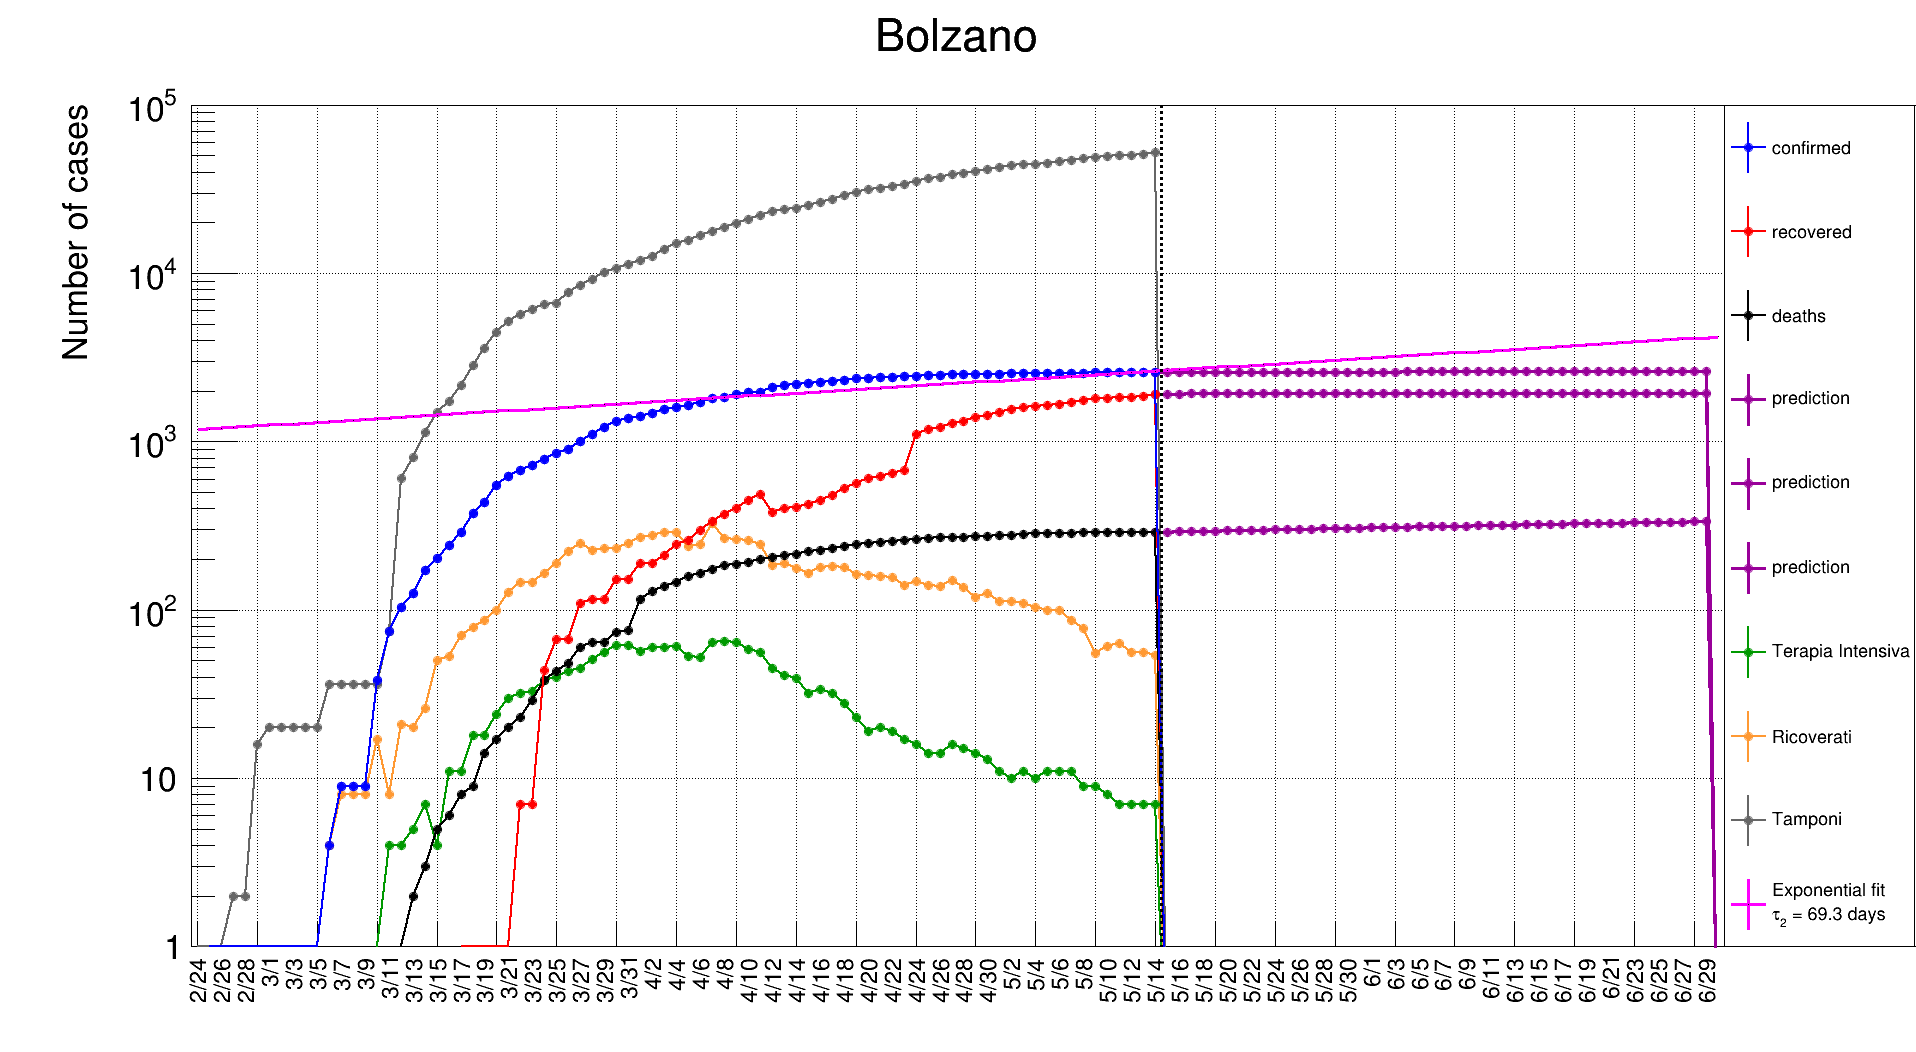 Bolzano
Number of cases
10^5
10^4
10^3
10^2
10
1
2/24 2/26 2/28 3/1 3/3 3/5 3/7 3/9 3/11 3/13 3/15 3/17 3/19 3/21 3/23 3/25 3/27 3/29 3/31 4/2 4/4 4/6 4/8 4/10 4/12 4/14 4/16 4/18 4/20 4/22 4/24 4/26 4/28 4/30 5/2 5/4 5/6 5/8 5/10 5/12 5/14 5/16 5/18 5/20 5/22 5/24 5/26 5/28 5/30 6/1 6/3 6/5 6/7 6/9 6/11 6/13 6/15 6/17 6/19 6/21 6/23 6/25 6/27 6/29
confirmed
recovered
deaths
prediction
prediction
prediction
Terapia Intensiva
Ricoverati
Tamponi
Exponential fit
τ_2 = 69.3 days